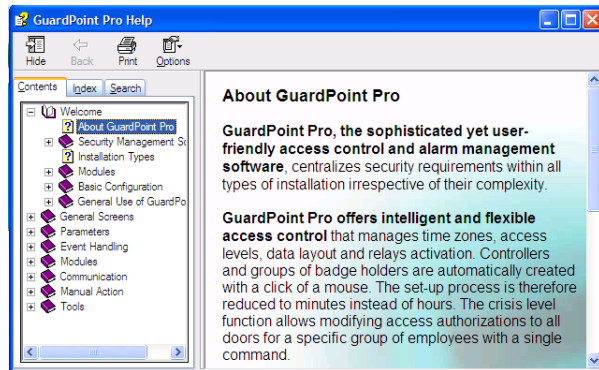 GuardPoint Pro Help
Hide Back Print Options
Contents Index Search
Welcome
About GuardPoint Pro
Security Management So
Installation Types
Modules
Basic Configuration
General Use of GuardPo
General Screens
Parameters
Event Handling
Modules
Communication
Manual Action
Tools
About GuardPoint Pro
GuardPoint Pro, the sophisticated yet user-
friendly access control and alarm management
software, centralizes security requirements within all
types of installation irrespective of their complexity.
GuardPoint Pro offers intelligent and flexible
access control that manages time zones, access
levels, data layout and relays activation. Controllers
and groups of badge holders are automatically created
with a click of a mouse. The set-up process is therefore
reduced to minutes instead of hours. The crisis level
function allows modifying access authorizations to all
doors for a specific group of employees with a single
command.